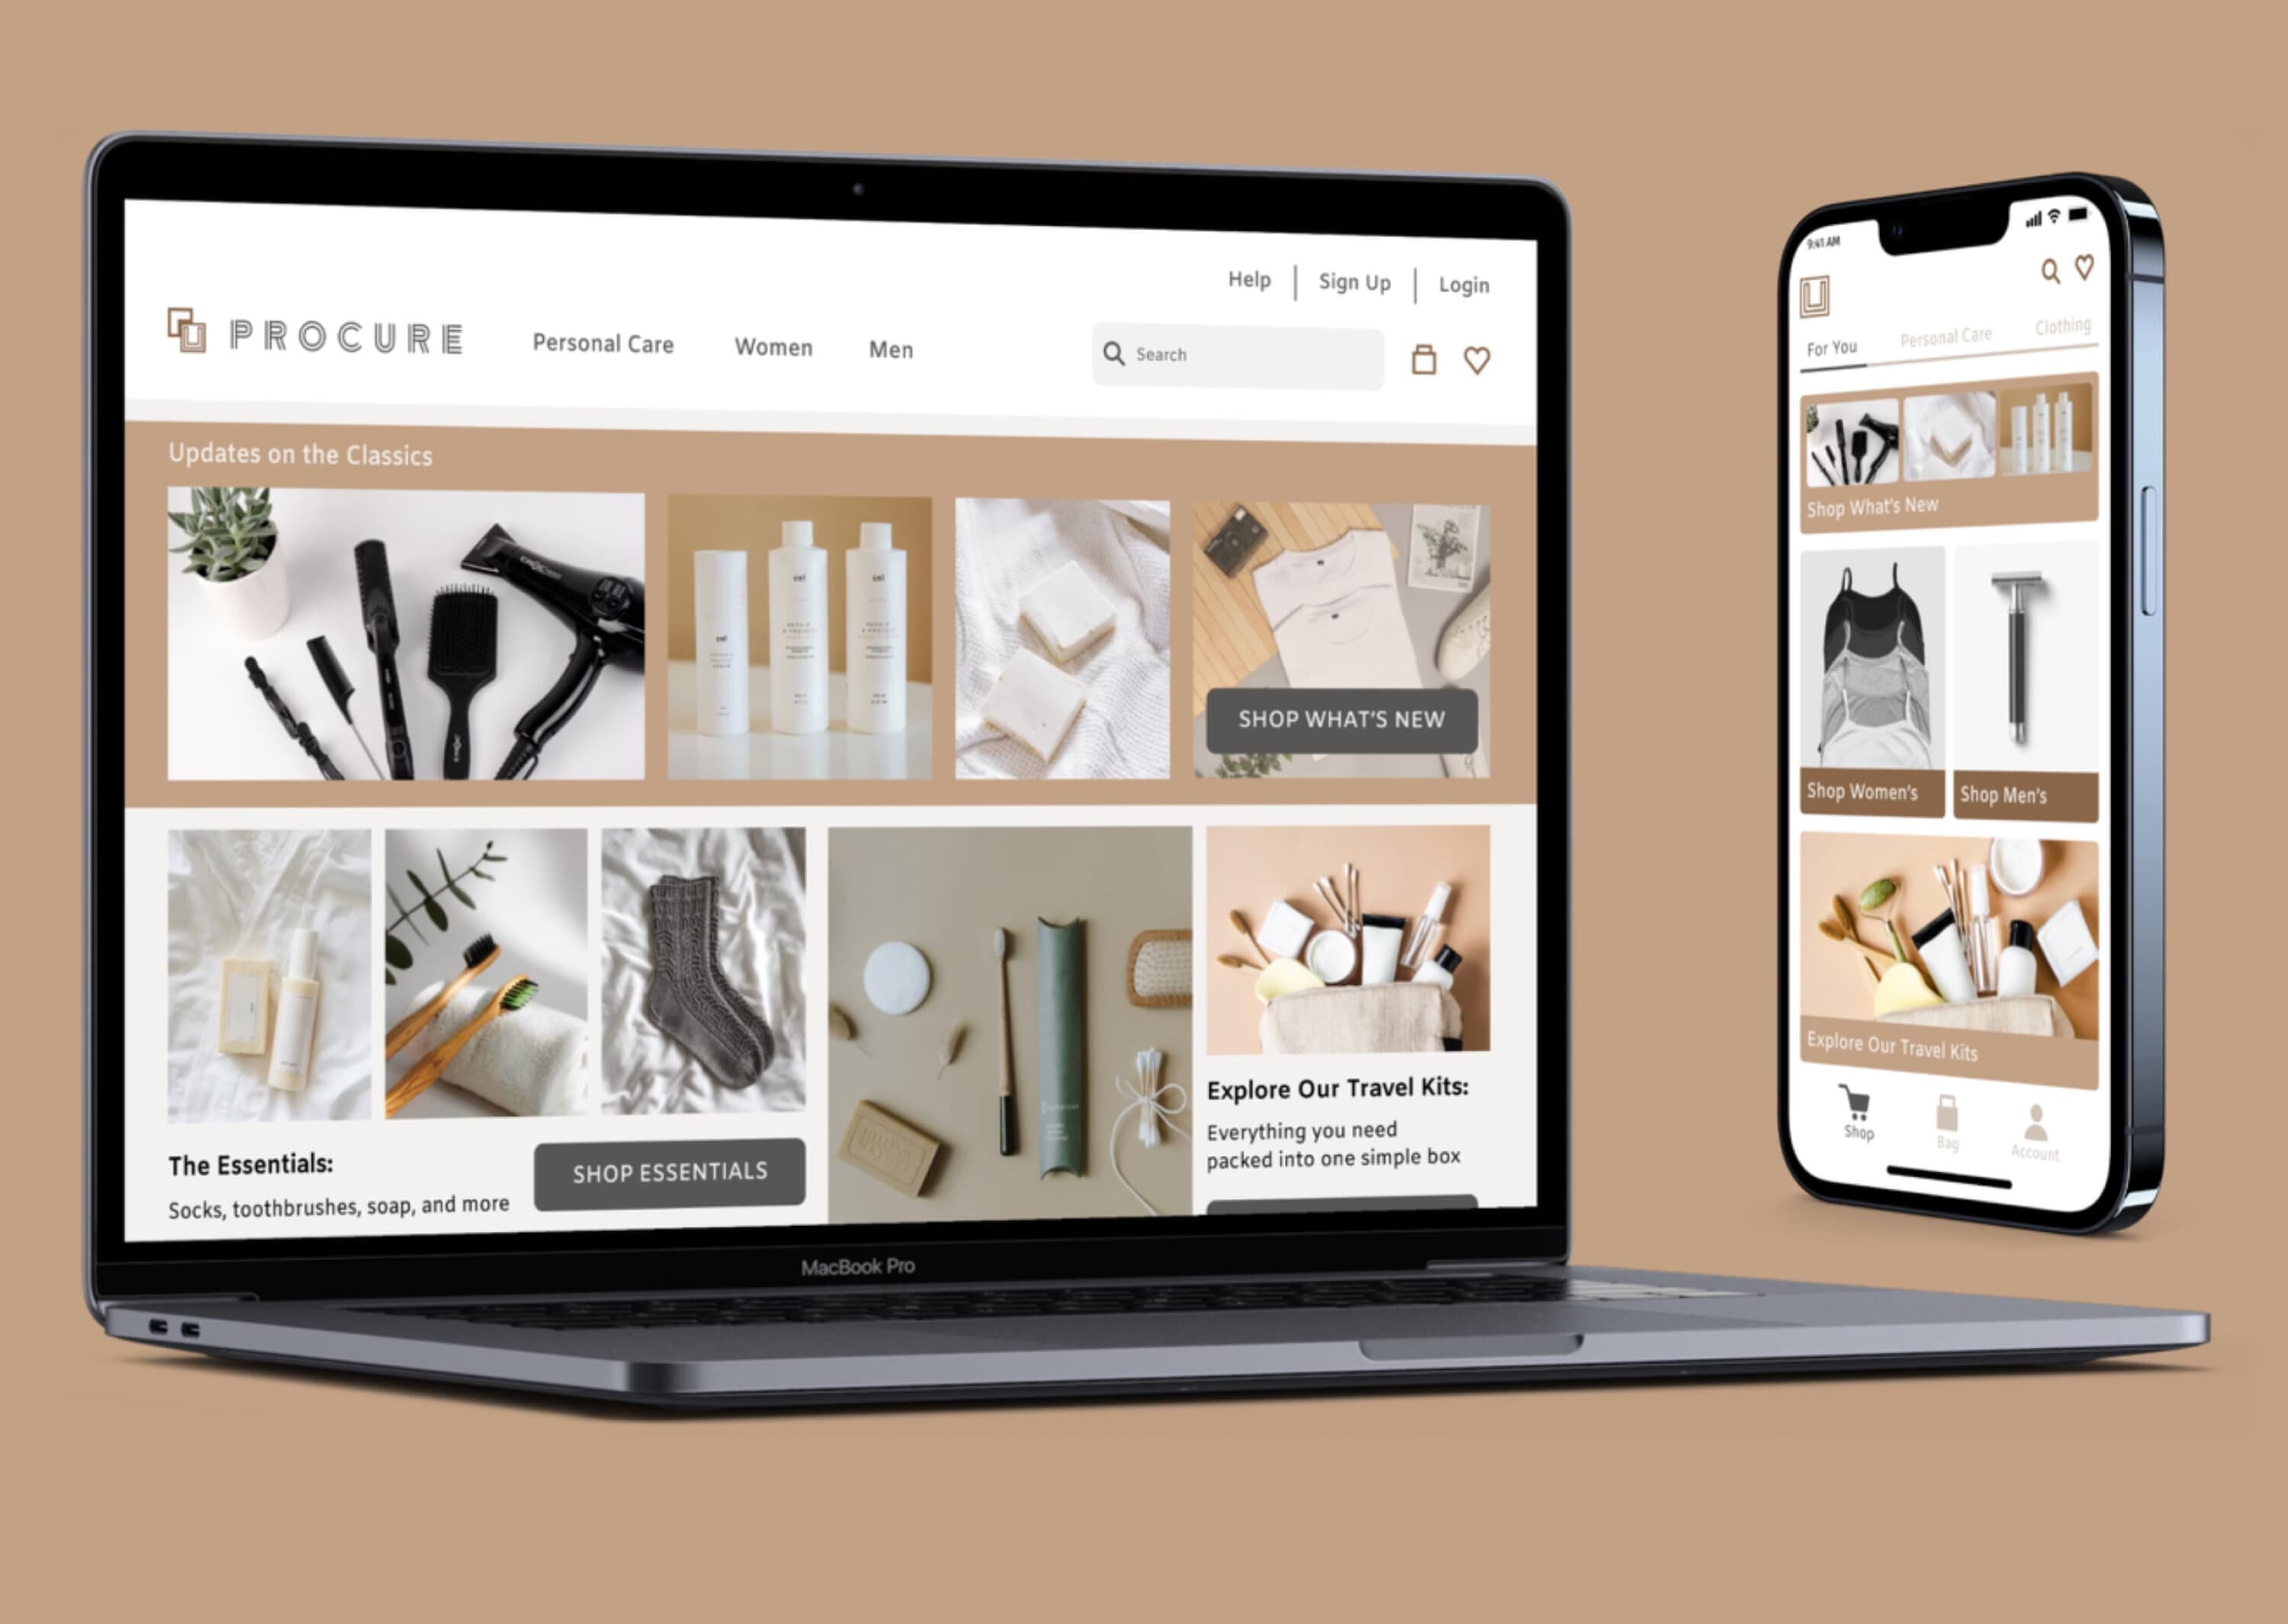 Help
Sign Up
Login
PROCURE
Personal Care
Women
Men
Search
Updates on the Classics
SHOP WHAT'S NEW
The Essentials:
Socks, toothbrushes, soap, and more
SHOP ESSENTIALS
Explore Our Travel Kits:
Everything you need
packed into one simple box
MacBook Pro
9:41 AM
For You
Personal Care
Clothing
Shop What's New
Shop Women's
Shop Men's
Explore Our Travel Kits
Shop
Bag
Account